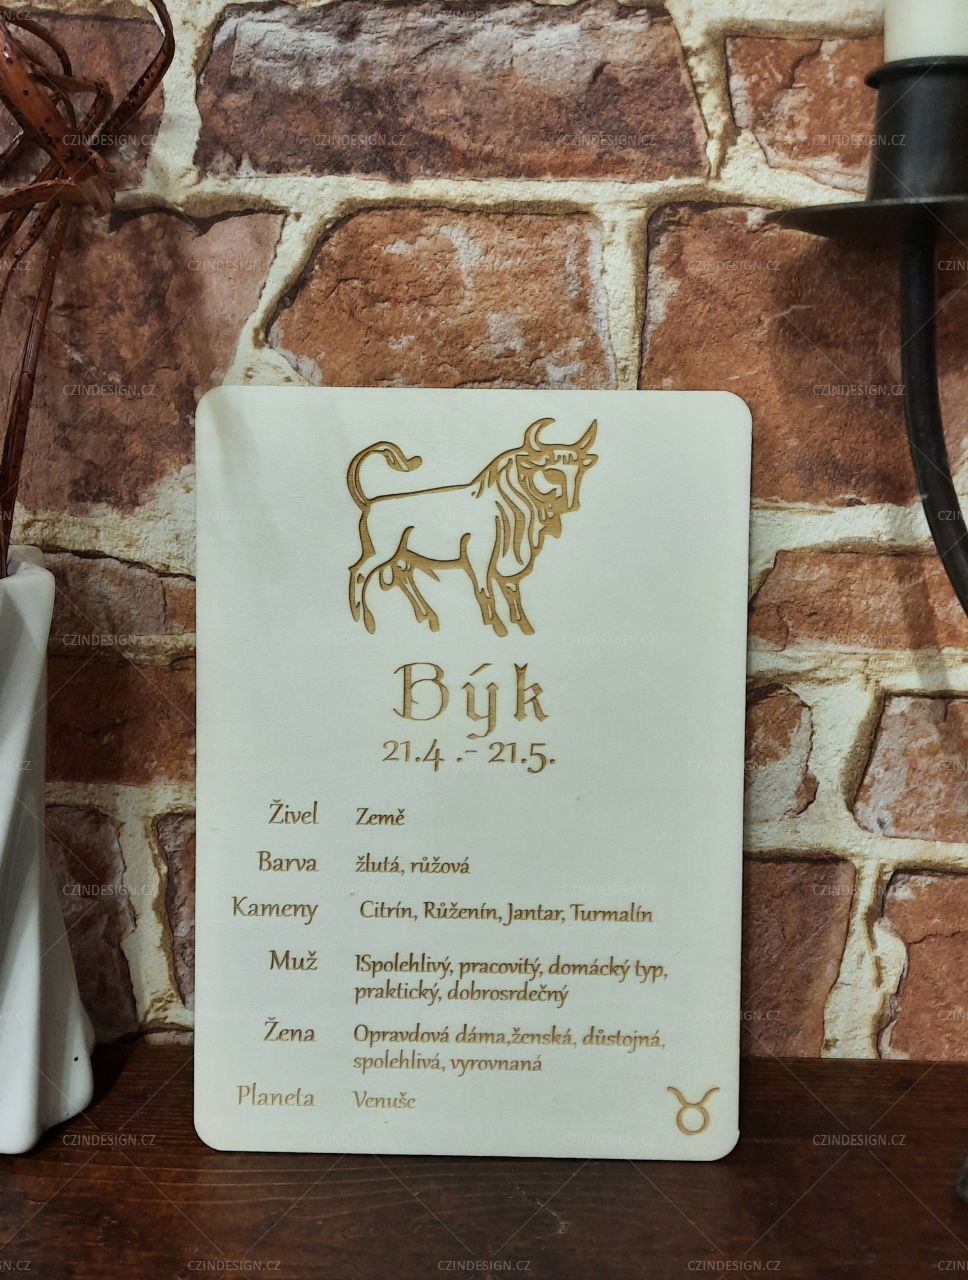 Býk
21.4 .- 21.5.
Živel Země
Barva žlutá, růžová
Kameny Citrín, Růženín, Jantar, Turmalín
Muž ISpolehlivý, pracovitý, domácký typ,
praktický, dobrosrdečný
Žena Opravdová dáma,ženská, důstojná,
spolehlivá, vyrovnaná
Planeta Venuše
CZINDESIGN.CZ